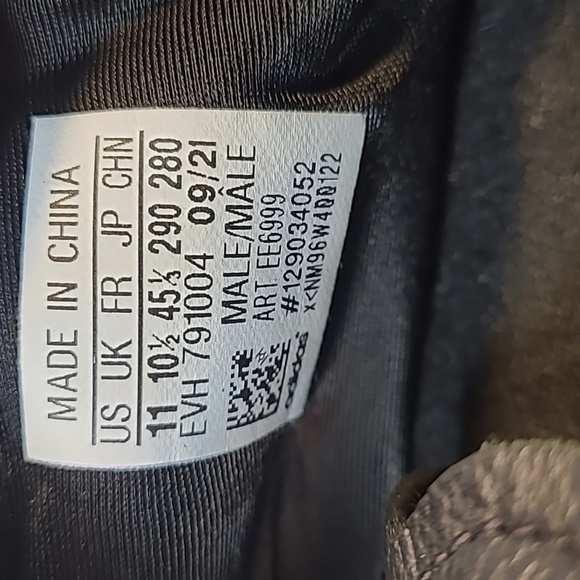 MADE IN CHINA
US UK FR JP CHN
11 10½ 45⅓ 290 280
EVH 791004 09/21
MALE/MÂLE
ART. EE6999
#129034052
X<NM96W400122
adidas